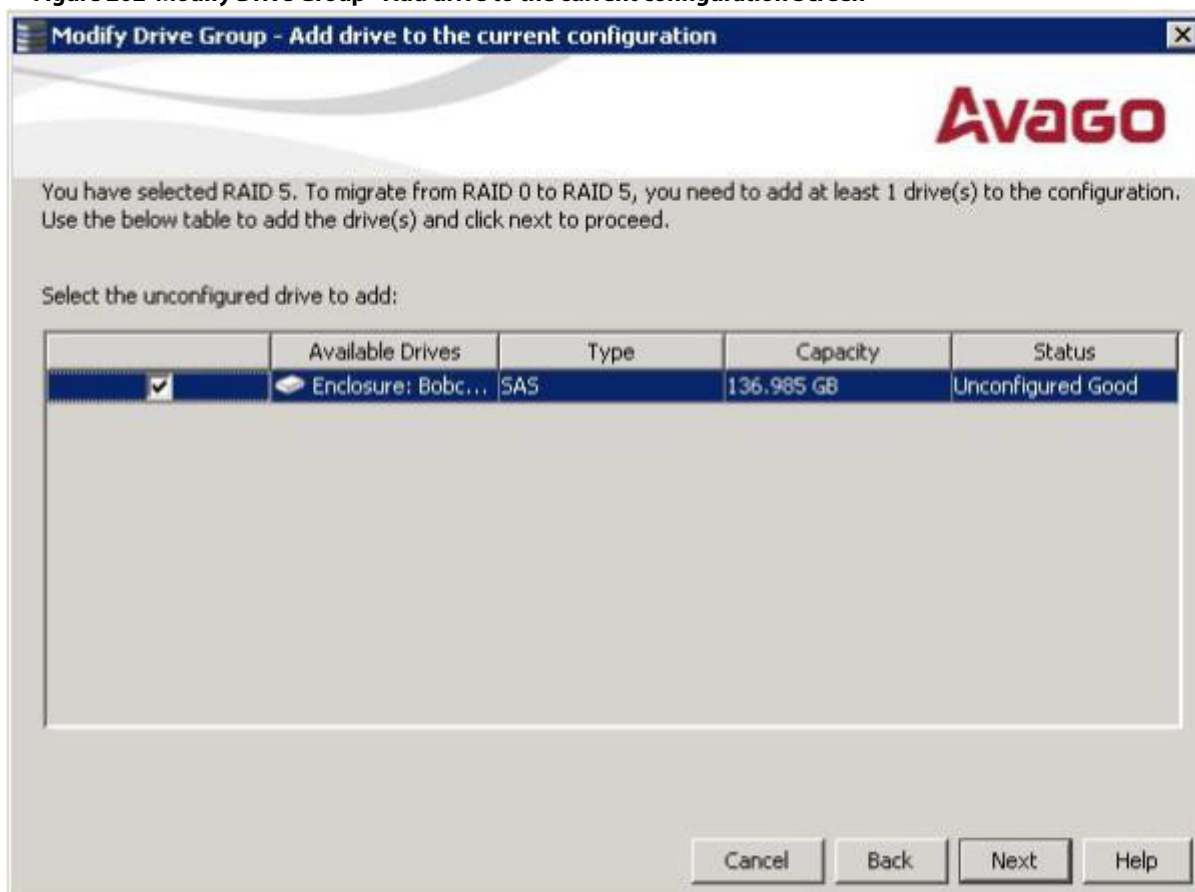 Modify Drive Group - Add drive to the current configuration
Avago
You have selected RAID 5. To migrate from RAID 0 to RAID 5, you need to add at least 1 drive(s) to the configuration.
Use the below table to add the drive(s) and click next to proceed.
Select the unconfigured drive to add:
Available Drives Type Capacity Status
Enclosure: Bobc... SAS 136.985 GB Unconfigured Good
Cancel Back Next Help